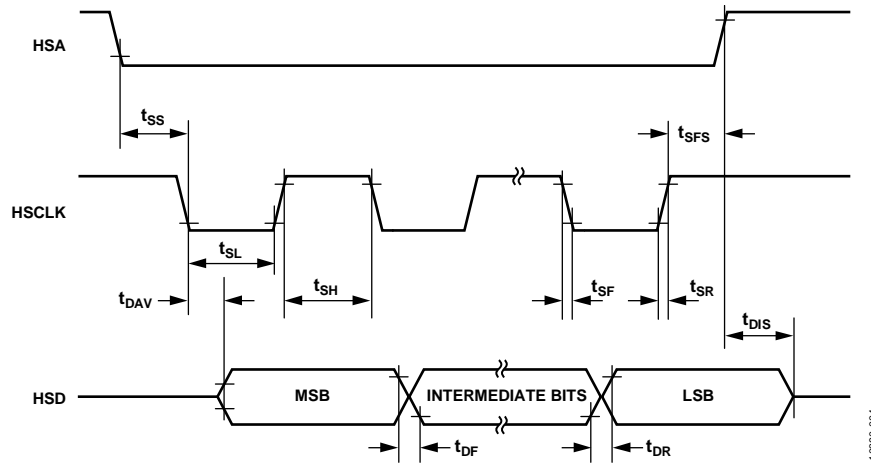 HSA
tSS
tSFS
HSCLK
tSL
tSH
tSF
tSR
tDAV
tDIS
HSD
MSB
INTERMEDIATE BITS
LSB
tDF
tDR